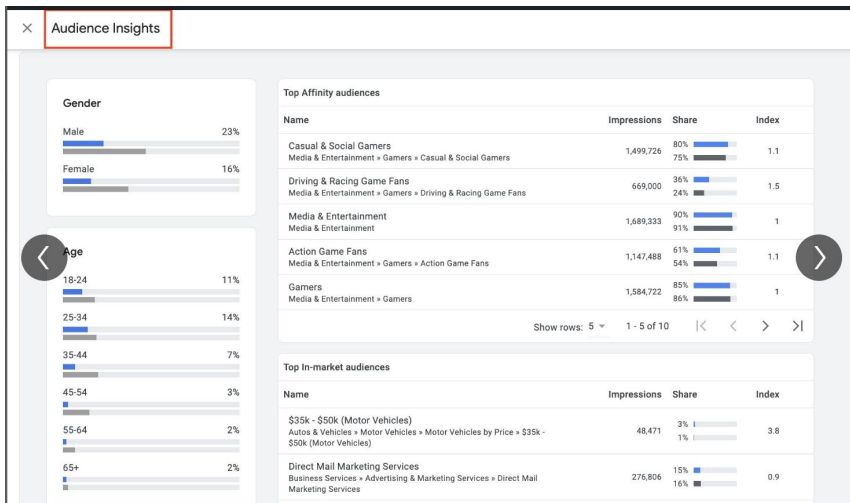 Audience Insights
Gender
Male 23%
Female 16%
Age
18-24 11%
25-34 14%
35-44 7%
45-54 3%
55-64 2%
65+ 2%
Top Affinity audiences
Name Impressions Share Index
Casual & Social Gamers
Media & Entertainment » Gamers » Casual & Social Gamers
1,499,726 80% 75% 1.1
Driving & Racing Game Fans
Media & Entertainment » Gamers » Driving & Racing Game Fans
669,000 36% 24% 1.5
Media & Entertainment
Media & Entertainment
1,689,333 90% 91% 1
Action Game Fans
Media & Entertainment » Gamers » Action Game Fans
1,147,488 61% 54% 1.1
Gamers
Media & Entertainment » Gamers
1,584,722 85% 86% 1
Show rows: 5 1 - 5 of 10
Top In-market audiences
Name Impressions Share Index
$35k - $50k (Motor Vehicles)
Autos & Vehicles » Motor Vehicles » Motor Vehicles by Price » $35k -
$50k (Motor Vehicles)
48,471 3% 1% 3.8
Direct Mail Marketing Services
Business Services » Advertising & Marketing Services » Direct Mail
Marketing Services
276,806 15% 16% 0.9